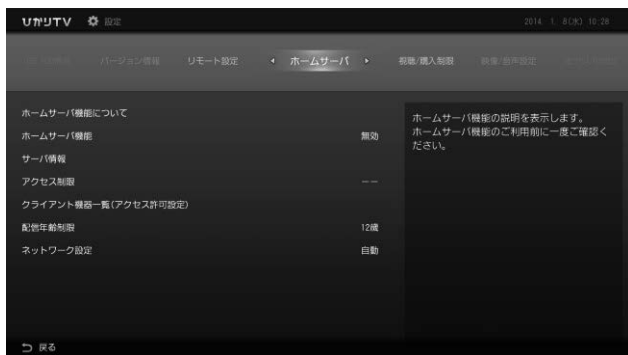 ひかりTV 設定 2014 1. 8(水) 10:28
バージョン情報 リモート設定 ホームサーバ 視聴/購入制限 映像/音声設定
ホームサーバ機能について
ホームサーバ機能 無効
サーバ情報
アクセス制限 −−
クライアント機器一覧(アクセス許可設定)
配信年齢制限 12歳
ネットワーク設定 自動
ホームサーバ機能の説明を表示します。
ホームサーバ機能のご利用前に一度ご確認く
ださい。
戻る